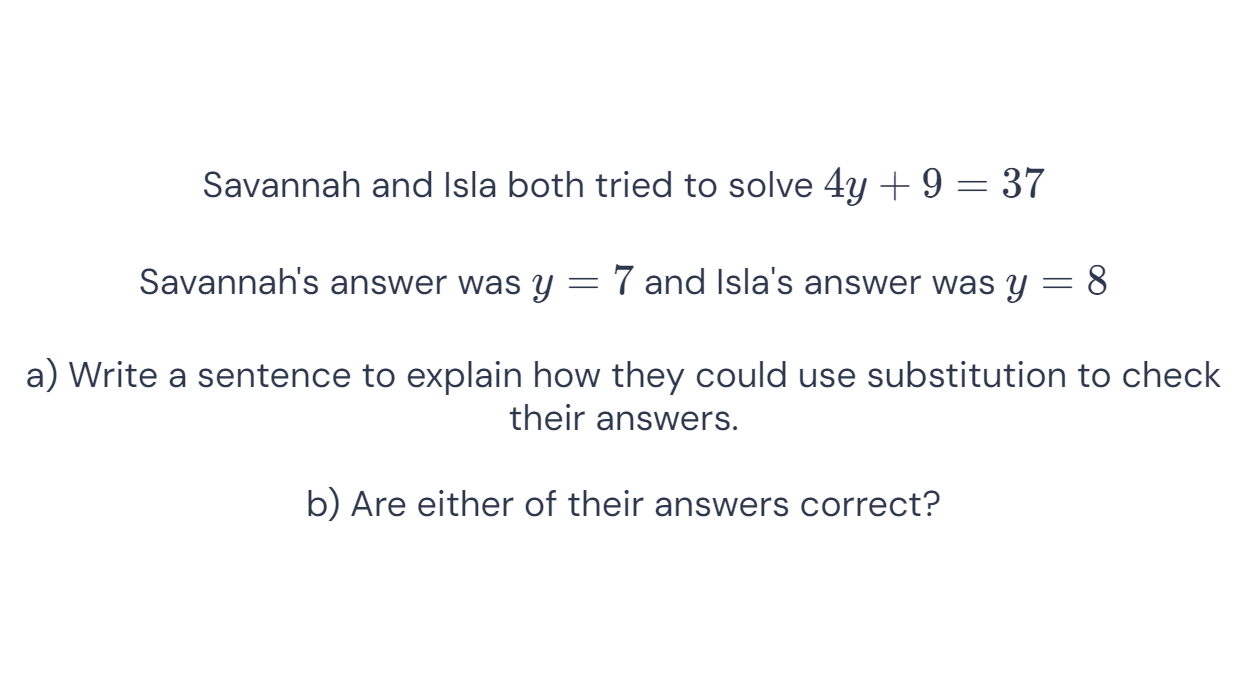 Savannah and Isla both tried to solve 4y + 9 = 37
Savannah's answer was y = 7 and Isla's answer was y = 8
a) Write a sentence to explain how they could use substitution to check
their answers.
b) Are either of their answers correct?